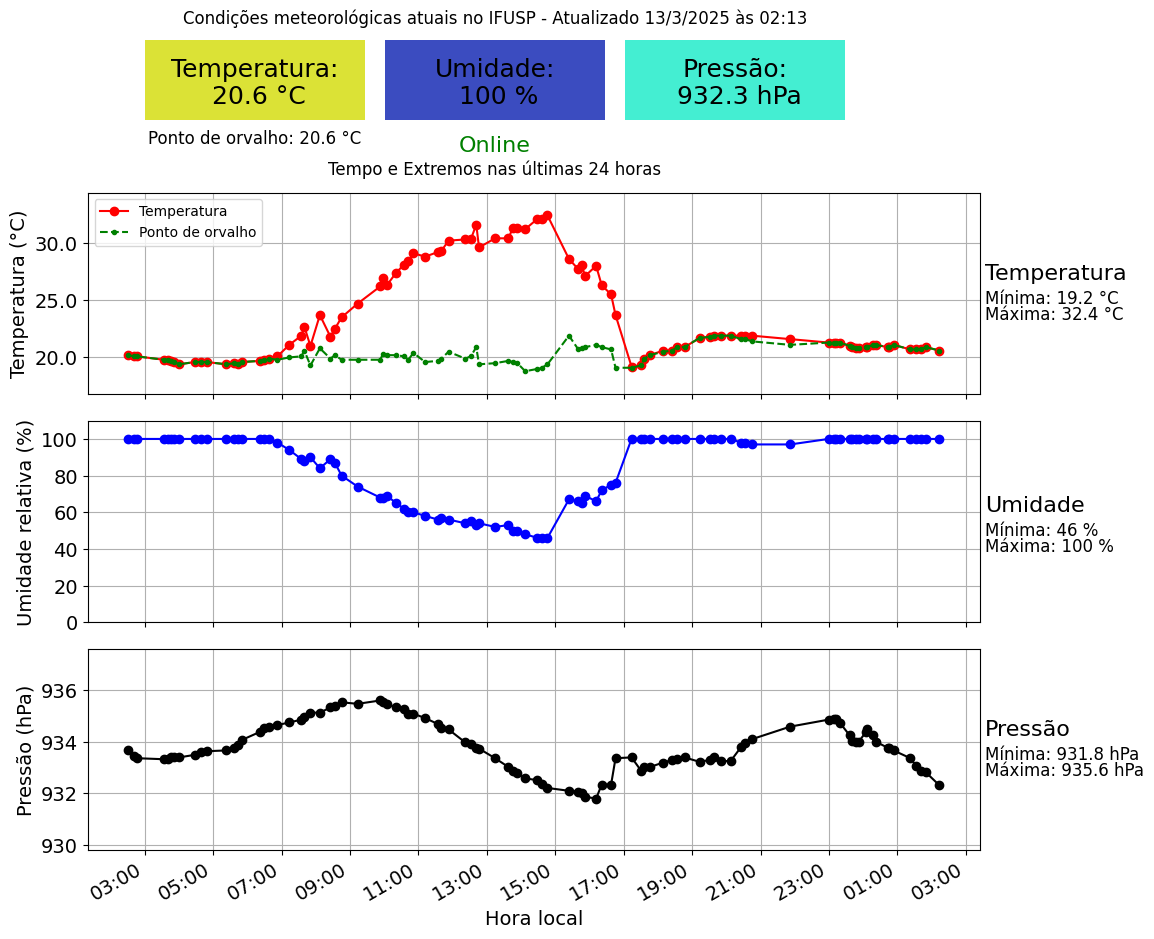 Condições meteorológicas atuais no IFUSP - Atualizado 13/3/2025 às 02:13
Temperatura:
20.6 °C
Umidade:
100 %
Pressão:
932.3 hPa
Ponto de orvalho: 20.6 °C
Online
Tempo e Extremos nas últimas 24 horas
Temperatura (°C)
30.0
25.0
20.0
Temperatura
Ponto de orvalho
Temperatura
Mínima: 19.2 °C
Máxima: 32.4 °C
Umidade relativa (%)
100
80
60
40
20
0
Umidade
Mínima: 46 %
Máxima: 100 %
Pressão (hPa)
936
934
932
930
Pressão
Mínima: 931.8 hPa
Máxima: 935.6 hPa
03:00
05:00
07:00
09:00
11:00
13:00
15:00
17:00
19:00
21:00
23:00
01:00
03:00
Hora local